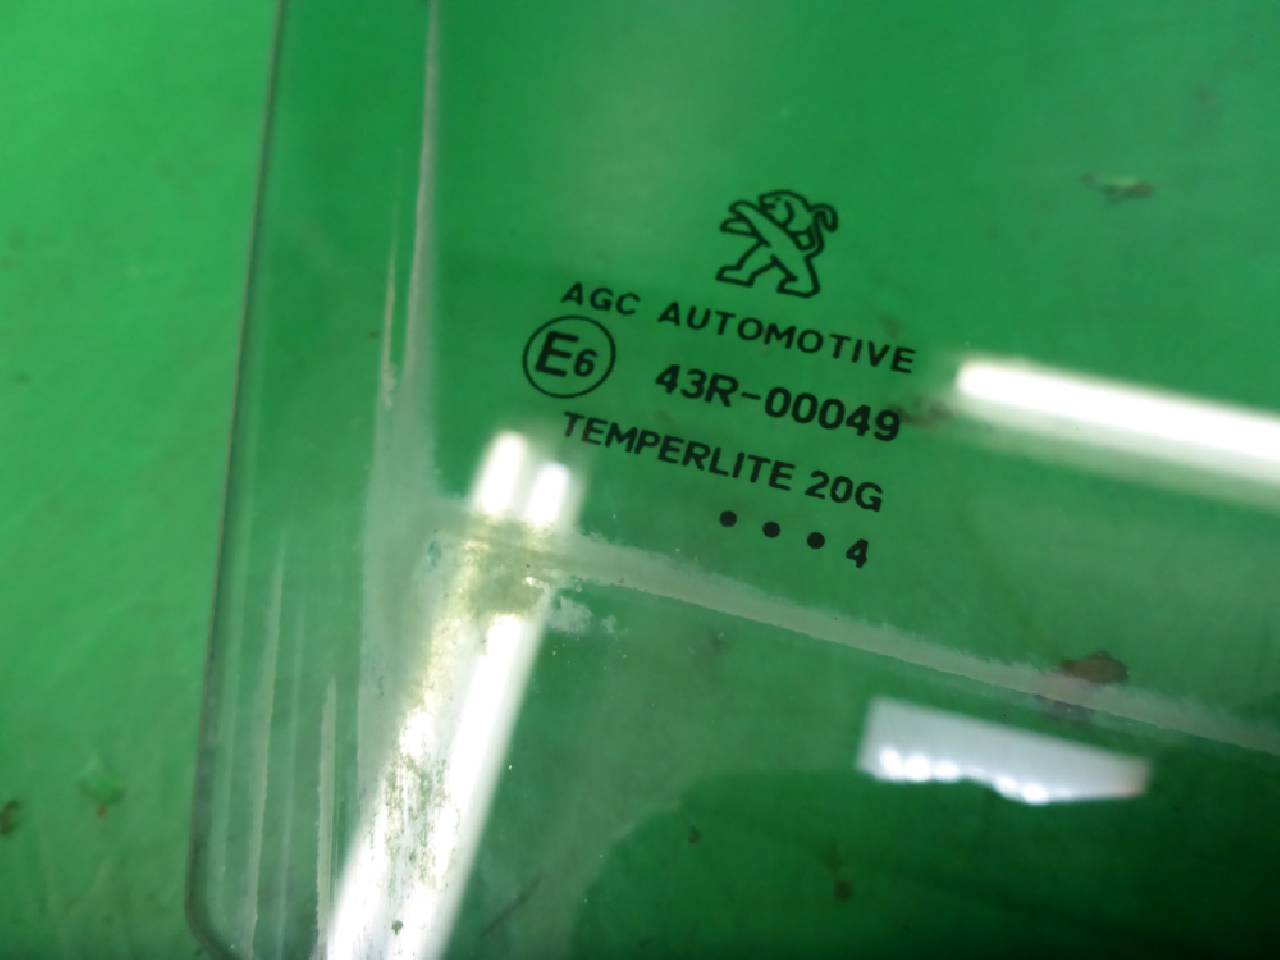 AGC AUTOMOTIVE
E6 43R-00049
TEMPERLITE 20G
• • • 4